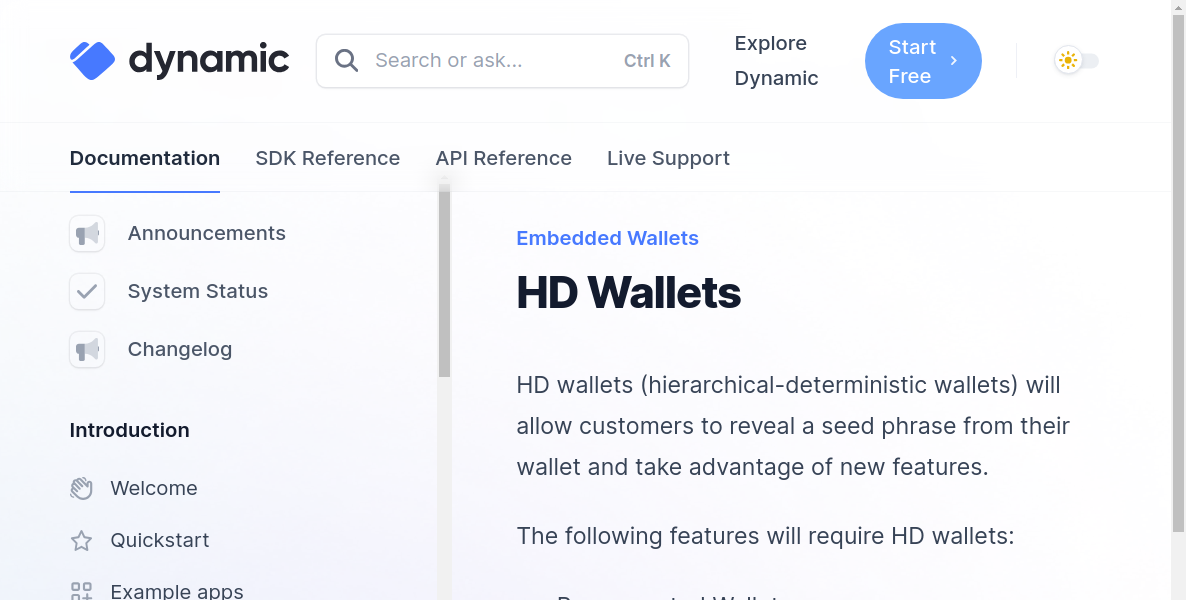 dynamic
Search or ask...
Ctrl K
Explore
Dynamic
Start
Free
Documentation
SDK Reference
API Reference
Live Support
Announcements
System Status
Changelog
Introduction
Welcome
Quickstart
Example apps
Embedded Wallets
HD Wallets
HD wallets (hierarchical-deterministic wallets) will
allow customers to reveal a seed phrase from their
wallet and take advantage of new features.
The following features will require HD wallets: